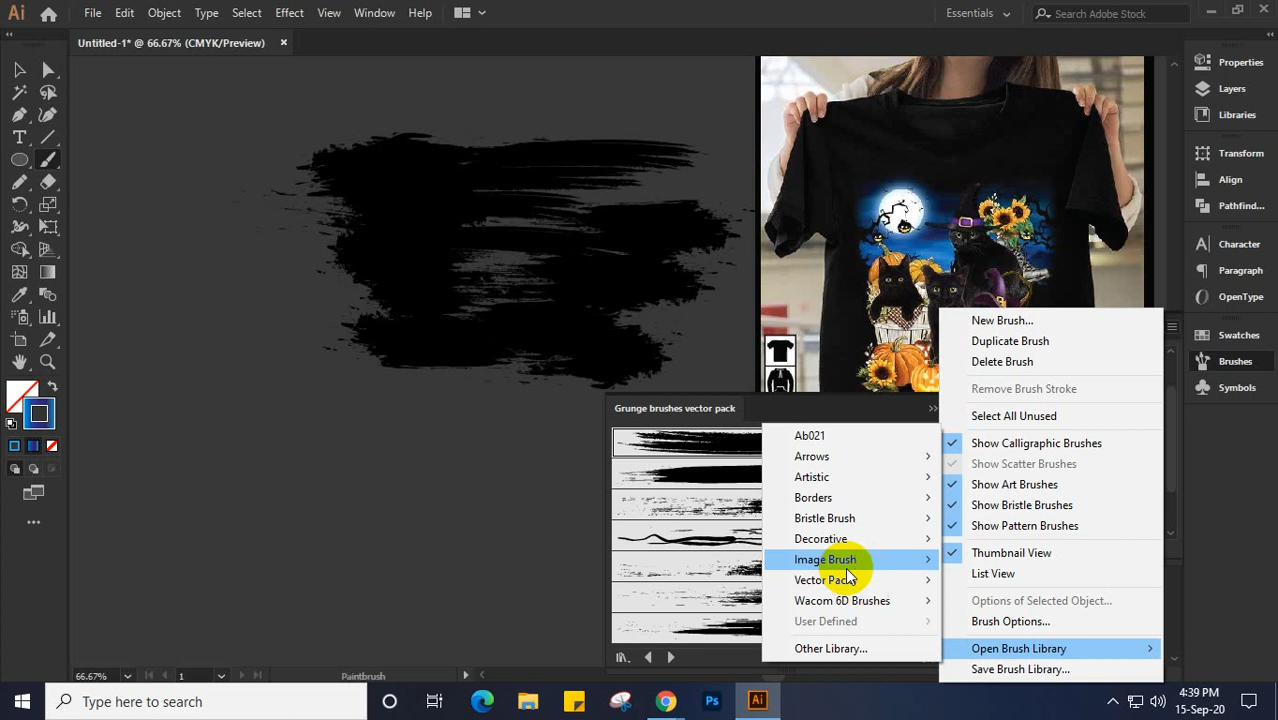 Ai
File
Edit
Object
Type
Select
Effect
View
Window
Help
Essentials
Search Adobe Stock
Untitled-1* @ 66.67% (CMYK/Preview)
Properties
Layers
Libraries
Transform
Align
Pathfind...
Character
Paragraph
OpenType
Swatches
Brushes
Symbols
New Brush...
Duplicate Brush
Delete Brush
Remove Brush Stroke
Select All Unused
Show Calligraphic Brushes
Show Scatter Brushes
Show Art Brushes
Show Bristle Brushes
Show Pattern Brushes
Thumbnail View
List View
Options of Selected Object...
Brush Options...
Open Brush Library
Save Brush Library...
Grunge brushes vector pack
Ab021
Arrows
Artistic
Borders
Bristle Brush
Decorative
Image Brush
Vector Packs
Wacom 6D Brushes
User Defined
Other Library...
66.67%
1
Paintbrush
Type here to search
Ps
Ai
4:39 PM
15-Sep-20